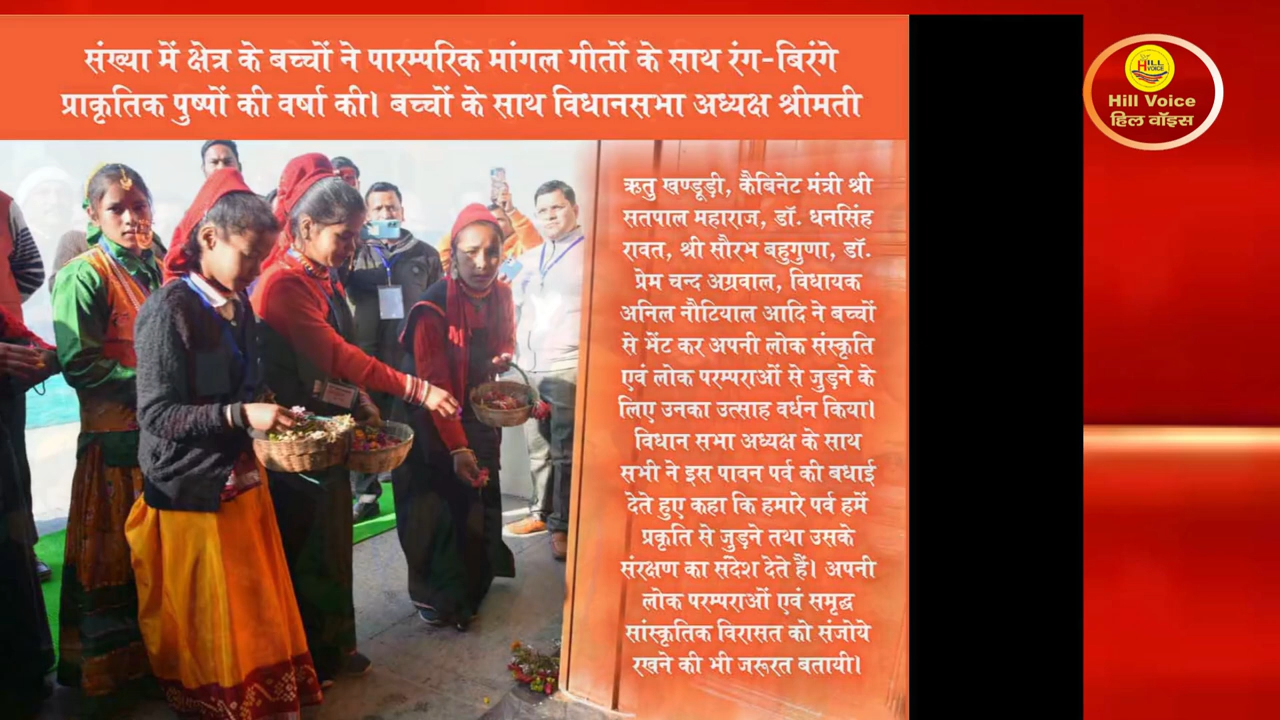 संख्या में क्षेत्र के बच्चों ने पारम्परिक मांगल गीतों के साथ रंग-बिरंगे
प्राकृतिक पुष्पों की वर्षा की। बच्चों के साथ विधानसभा अध्यक्ष श्रीमती
ऋतु खण्डूड़ी, कैबिनेट मंत्री श्री
सतपाल महाराज, डॉ. धनसिंह
रावत, श्री सौरभ बहुगुणा, डॉ.
प्रेम चन्द अग्रवाल, विधायक
अनिल नौटियाल आदि ने बच्चों
से भेंट कर अपनी लोक संस्कृति
एवं लोक परम्पराओं से जुड़ने के
लिए उनका उत्साह वर्धन किया।
विधान सभा अध्यक्ष के साथ
सभी ने इस पावन पर्व की बधाई
देते हुए कहा कि हमारे पर्व हमें
प्रकृति से जुड़ने तथा उसके
संरक्षण का संदेश देते हैं। अपनी
लोक परम्पराओं एवं समृद्ध
सांस्कृतिक विरासत को संजोये
रखने की भी जरूरत बतायी।
HILL
VOICE
Hill Voice
हिल वॉइस